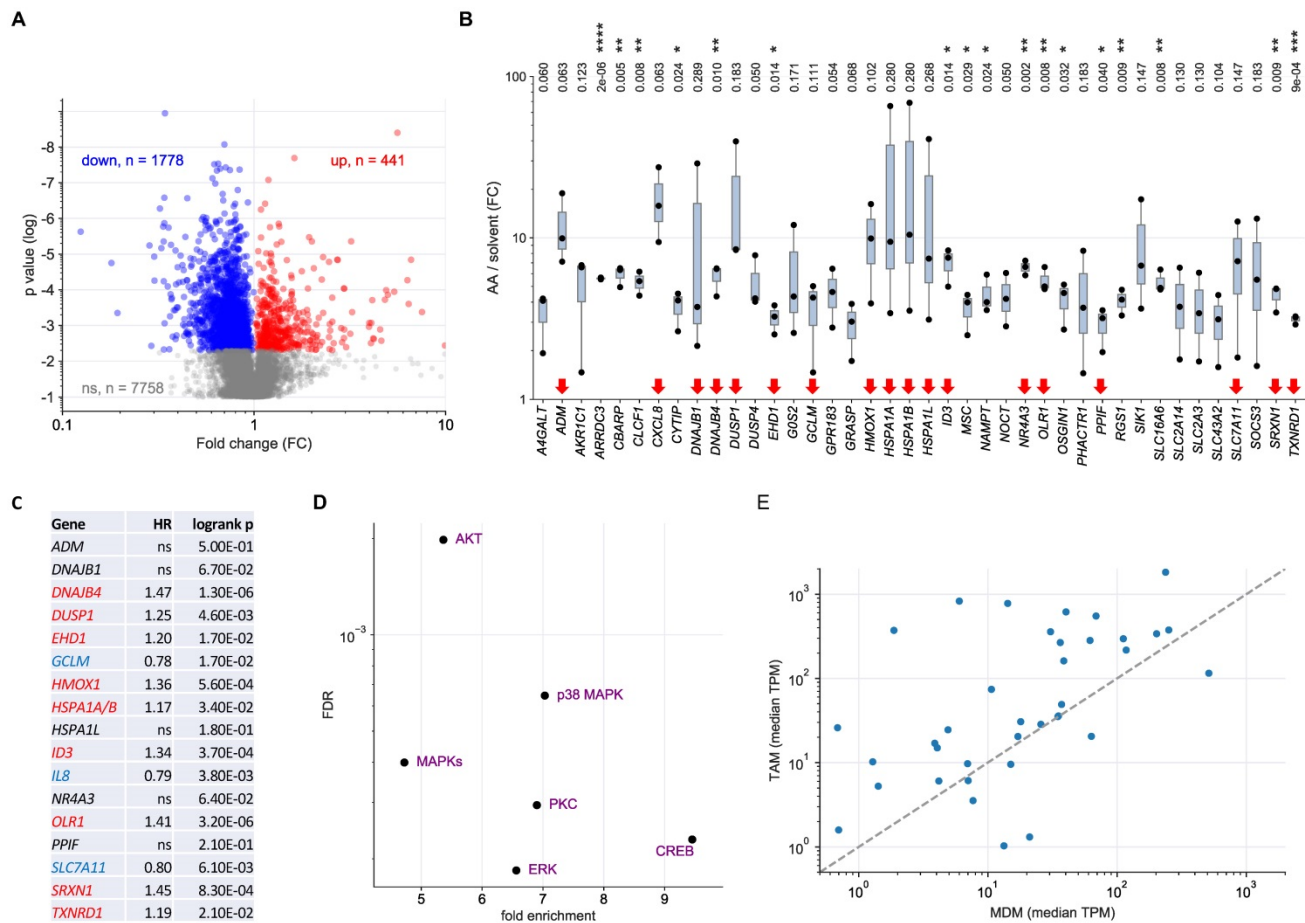 A
-8
-7
-6
-5
-4
-3
-2
-1
p value (log)
down, n = 1778
up, n = 441
ns, n = 7758
0.1
1
10
Fold change (FC)
B
**** ** ** * ** * ** * * ** ** * * ** ** ** ***
0.060 0.063 0.123 2e-06 0.005 0.008 0.063 0.024 0.289 0.010 0.183 0.050 0.014 0.171 0.111 0.054 0.068 0.102 0.280 0.280 0.268 0.014 0.029 0.024 0.130 0.002 0.008 0.032 0.183 0.040 0.009 0.147 0.008 0.130 0.130 0.104 0.147 0.183 0.009 9e-04
100
10
1
AA / solvent (FC)
A4GALT ADM AKR1C1 ARRDC3 CBARP CLCF1 CXCL8 CYTIP DNAJB1 DNAJB4 DUSP1 DUSP4 EHD1 G0S2 GCLM GPR183 GRASP HMOX1 HSPA1A HSPA1B HSPA1L ID3 MSC NAMPT NOCT NR4A3 OLR1 OSGIN1 PHACTR1 PPIF RGS1 SIK1 SLC16A6 SLC2A14 SLC2A3 SLC43A2 SLC7A11 SOCS3 SRXN1 TXNRD1
C
Gene HR logrank p
ADM ns 5.00E-01
DNAJB1 ns 6.70E-02
DNAJB4 1.47 1.30E-06
DUSP1 1.25 4.60E-03
EHD1 1.20 1.70E-02
GCLM 0.78 1.70E-02
HMOX1 1.36 5.60E-04
HSPA1A/B 1.17 3.40E-02
HSPA1L ns 1.80E-01
ID3 1.34 3.70E-04
IL8 0.79 3.80E-03
NR4A3 ns 6.40E-02
OLR1 1.41 3.20E-06
PPIF ns 2.10E-01
SLC7A11 0.80 6.10E-03
SRXN1 1.45 8.30E-04
TXNRD1 1.19 2.10E-02
D
FDR
10⁻³
AKT
p38 MAPK
MAPKs
PKC
CREB
ERK
5 6 7 8 9
fold enrichment
E
TAM (median TPM)
10³
10²
10¹
10⁰
10⁰ 10¹ 10² 10³
MDM (median TPM)